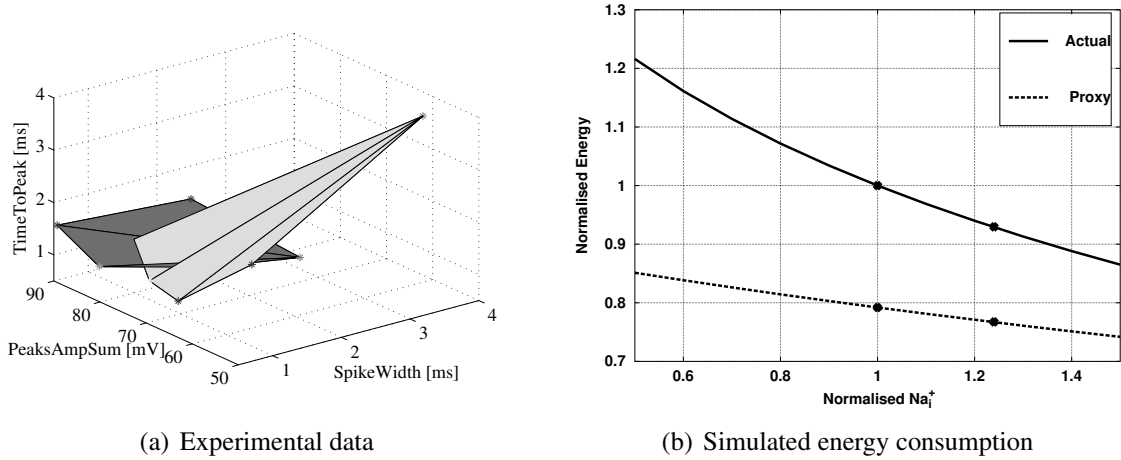 4
3
2
1
TimeToPeak [ms]
90
80
70
60
50
PeaksAmpSum [mV]
1
2
3
4
SpikeWidth [ms]
(a) Experimental data
1.3
1.2
1.1
1
0.9
0.8
0.7
Normalised Energy
0.6
0.8
1
1.2
1.4
Normalised Na_i^+
Actual
Proxy
(b) Simulated energy consumption